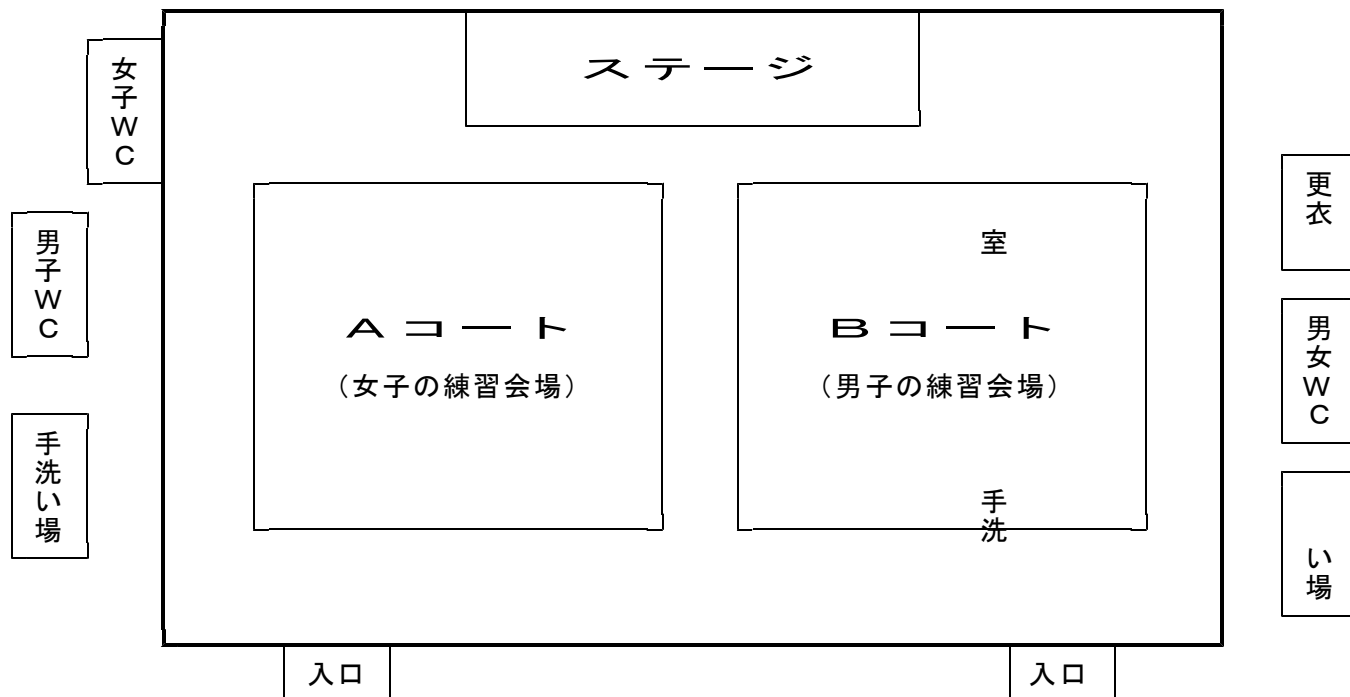 ステージ
女子WC
更衣
男子WC
室
Aコート
Bコート
男女WC
(女子の練習会場)
(男子の練習会場)
手洗い場
手洗
い場
入口
入口